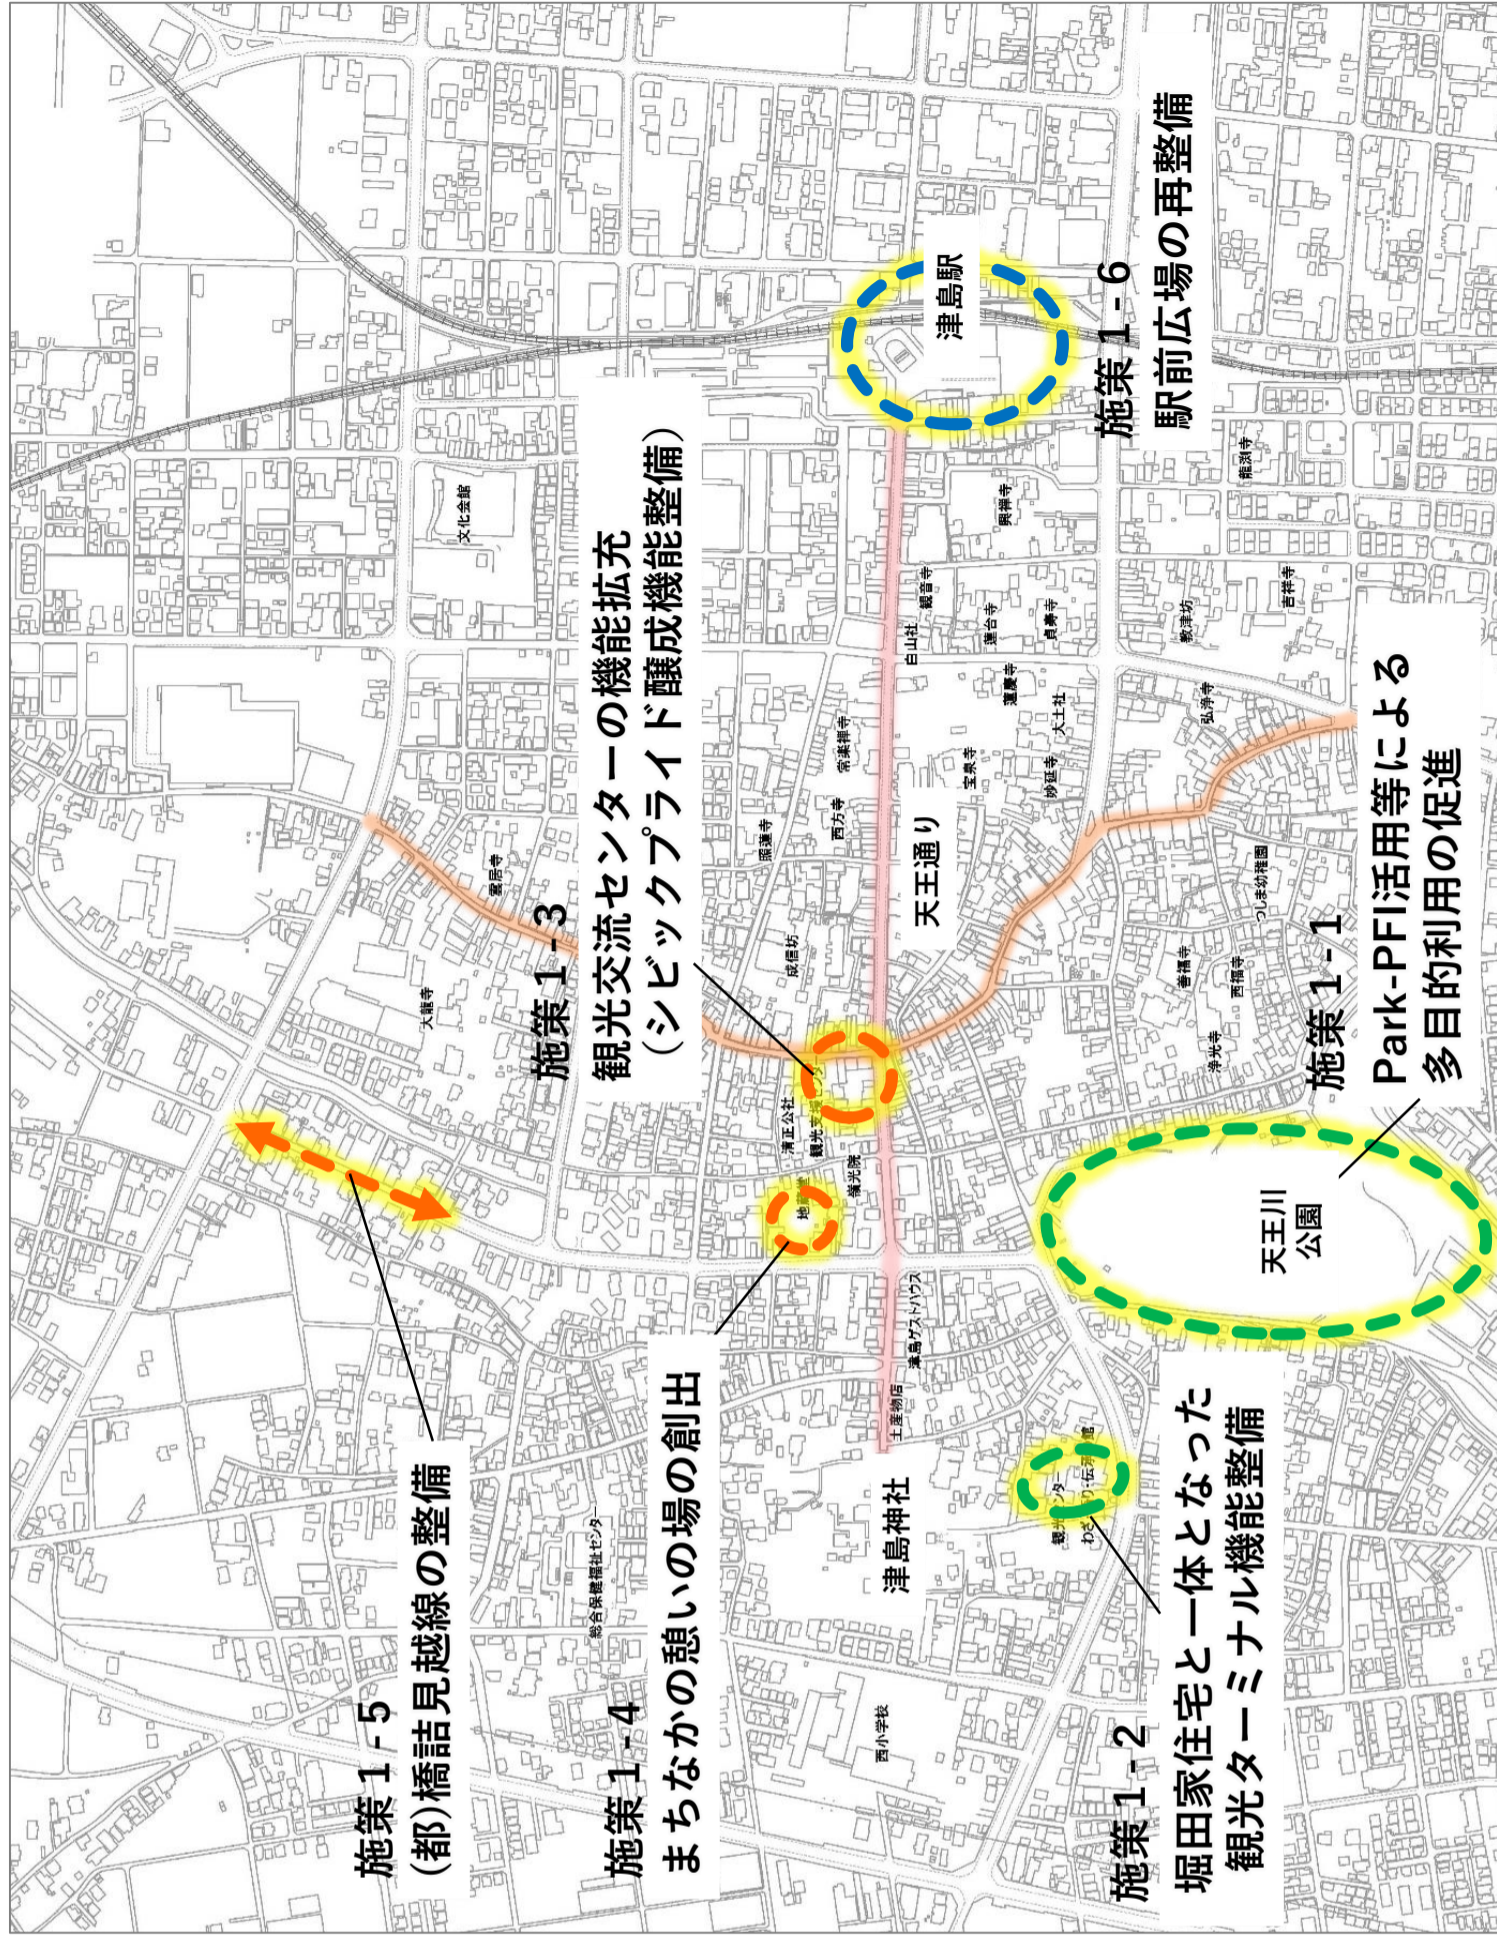 施策1-5
(都)橋詰見越線の整備
施策1-4
まちなかの憩いの場の創出
施策1-3
観光交流センターの機能拡充
(シビックプライド醸成機能整備)
施策1-6
駅前広場の再整備
施策1-2
堀田家住宅と一体となった
観光ターミナル機能整備
施策1-1
Park-PFI活用等による
多目的利用の促進
津島駅
天王通り
津島神社
天王川
公園
文化会館
雲居寺
大龍寺
照蓮寺
西方寺
常楽禅寺
成信坊
清正公社
嶺光院
総合保健福祉センター
西小学校
土産物店
津島ゲストハウス
白山社
観音寺
蓮台寺
貞寿寺
興禅寺
龍渕寺
吉祥寺
教津坊
蓮慶寺
大土社
弘浄寺
宝泉寺
妙延寺
つしま幼稚園
善福寺
西福寺
浄光寺